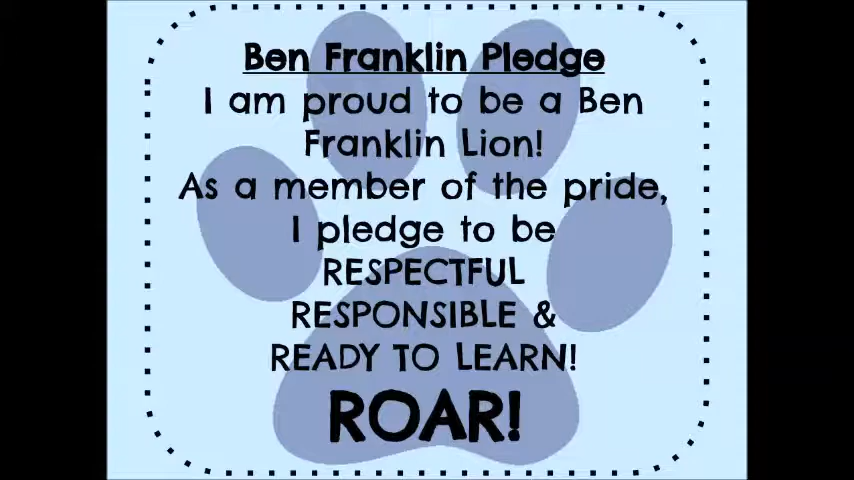 Ben Franklin Pledge
I am proud to be a Ben
Franklin Lion!
As a member of the pride,
I pledge to be
RESPECTFUL
RESPONSIBLE &
READY TO LEARN!
ROAR!